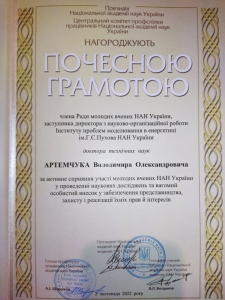 Президія
Національної академії наук України
Центральний комітет профспілки
працівників Національної академії наук
України
НАГОРОДЖУЮТЬ
ПОЧЕСНОЮ
ГРАМОТОЮ
члена Ради молодих вчених НАН України,
заступника директора з науково-організаційної роботи
Інституту проблем моделювання в енергетиці
ім.Г.Є.Пухова НАН України
доктора технічних наук
АРТЕМЧУКА Володимира Олександровича
за активне сприяння участі молодих вчених НАН України
у проведенні наукових досліджень та вагомий
особистий внесок у забезпечення представництва,
захисту і реалізації їхніх прав й інтересів
листопада 2022 року